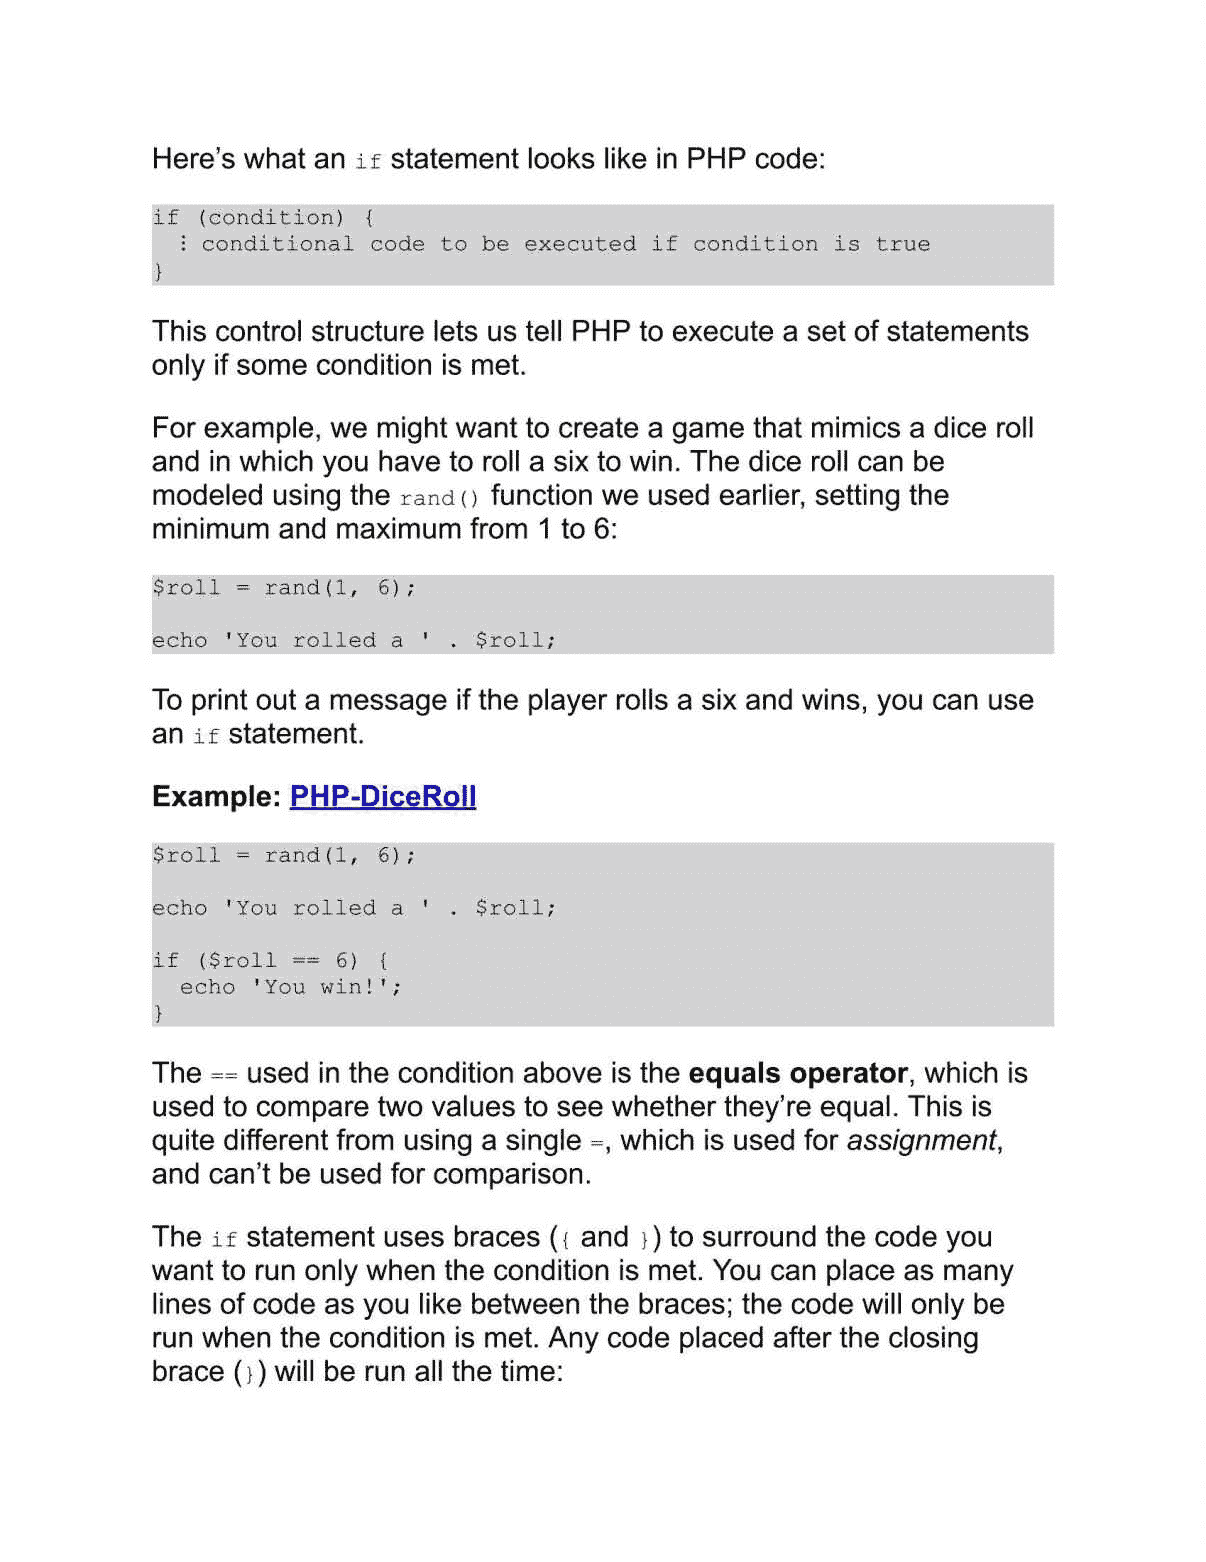 Here’s what an if statement looks like in PHP code:
if (condition) {
⋮ conditional code to be executed if condition is true
}
This control structure lets us tell PHP to execute a set of statements
only if some condition is met.
For example, we might want to create a game that mimics a dice roll
and in which you have to roll a six to win. The dice roll can be
modeled using the rand() function we used earlier, setting the
minimum and maximum from 1 to 6:
$roll = rand(1, 6);
echo 'You rolled a ' . $roll;
To print out a message if the player rolls a six and wins, you can use
an if statement.
Example: PHP-DiceRoll
$roll = rand(1, 6);
echo 'You rolled a ' . $roll;
if ($roll == 6) {
echo 'You win!';
}
The == used in the condition above is the equals operator, which is
used to compare two values to see whether they’re equal. This is
quite different from using a single =, which is used for assignment,
and can’t be used for comparison.
The if statement uses braces ({ and }) to surround the code you
want to run only when the condition is met. You can place as many
lines of code as you like between the braces; the code will only be
run when the condition is met. Any code placed after the closing
brace (}) will be run all the time: